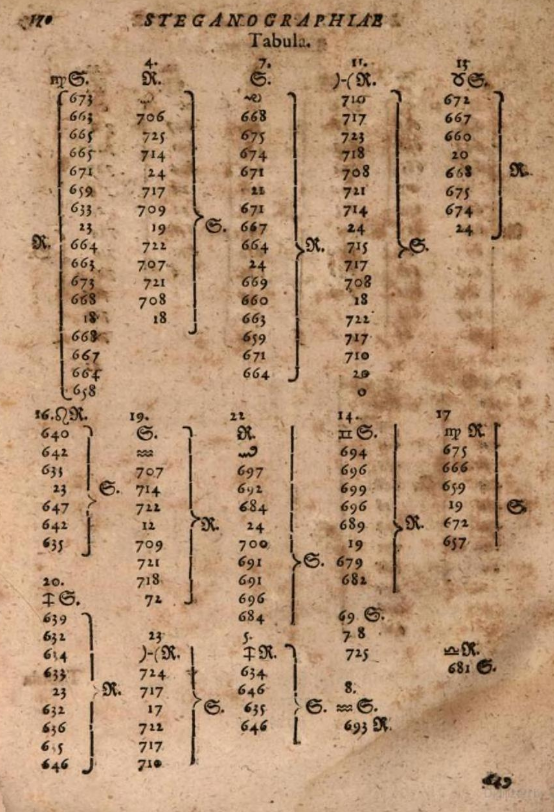 170 STEGANOGRAPHIAE
Tabula.
4. 7. 11. 15
♍ S. R. S. )-( R. ♉ S.
673 710 672
663 706 668 717 667
665 725 675 723 660
665 714 674 718 20
671 24 671 708 668 R.
659 717 22 721 675
633 709 671 714 674
23 19 S. 667 24 24
R. 664 722 664 R. 715 S.
663 707 24 717
673 721 669 708
668 708 660 18
18 18 663 722
668 659 717
667 671 710
664 664 20
658 0
16. ♌ R. 19. 22 14. 17
640 S. R. ♊ S. ♍ R.
642 ♒ 694 675
635 707 697 696 666
23 S. 714 692 699 659
647 722 684 696 19 S.
642 12 R. 24 689 R. 672
635 709 700 19 657
721 691 S. 679
20. 718 691 682
S. 72 696
639 684 69 S.
632 23 5. 7 8
634 )-( R. R. 725 ♎ R.
633 724 634 681 S.
23 R. 717 646 8.
632 17 S. 635 S. ♒ S.
636 722 646 693 R.
6 5 717
646 710
649